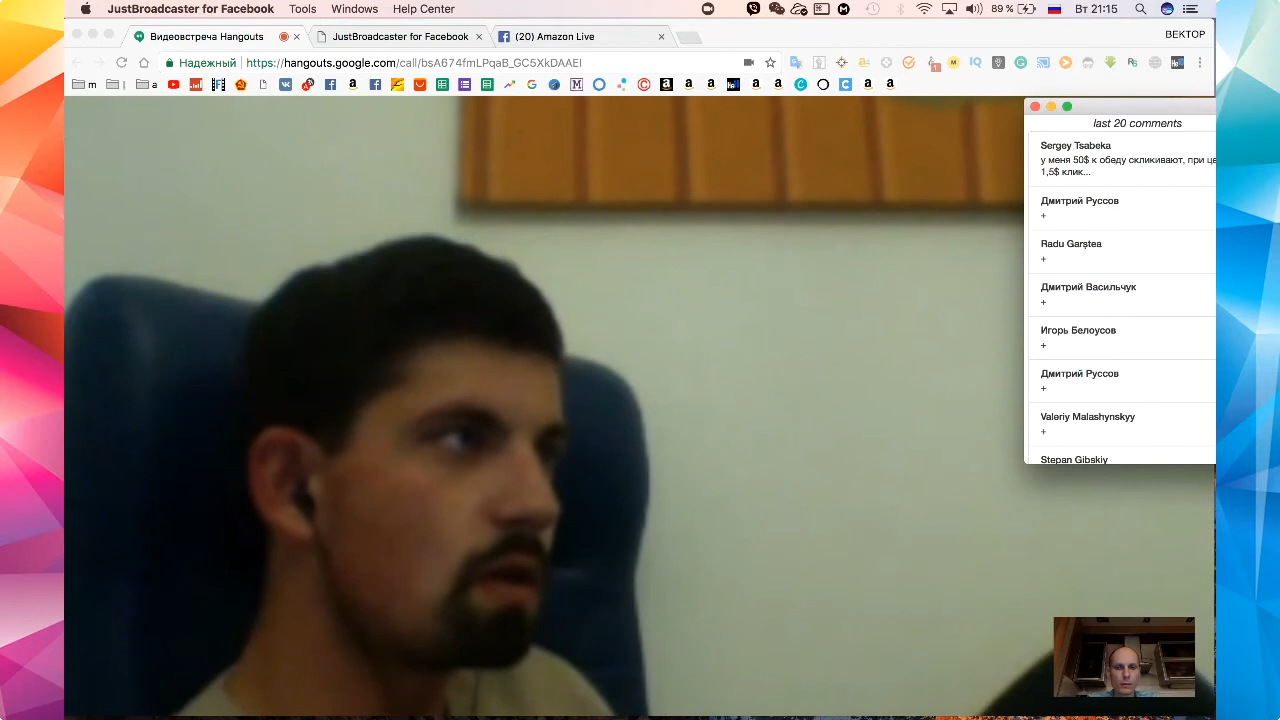 JustBroadcaster for Facebook Tools Windows Help Center 89 % Вт 21:15
Видеовстреча Hangouts JustBroadcaster for Facebook (20) Amazon Live ВЕКТОР
Надежный https://hangouts.google.com/call/bsA674fmLPqaB_GC5XkDAAEI
m a
last 20 comments
Sergey Tsabeka
у меня 50$ к обеду скликивают, при це
1,5$ клик...
Дмитрий Руссов
+
Radu Garștea
+
Дмитрий Васильчук
+
Игорь Белоусов
+
Дмитрий Руссов
+
Valeriy Malashynskyy
+
Stepan Gibskiy